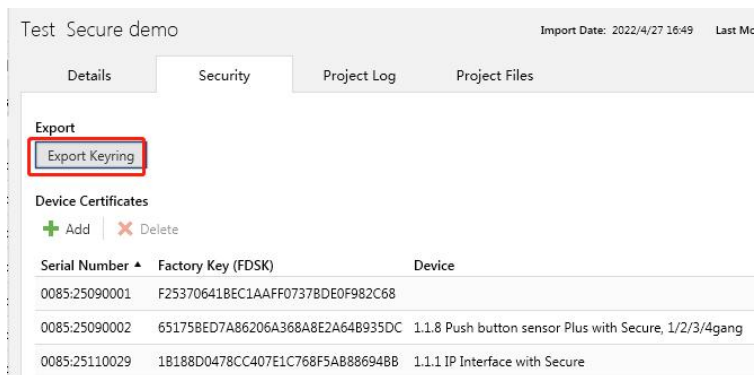 Test Secure demo Import Date: 2022/4/27 16:49 Last Mo
Details Security Project Log Project Files
Export
Export Keyring
Device Certificates
Add Delete
Serial Number Factory Key (FDSK) Device
0085:25090001 F25370641BEC1AAFF0737BDE0F982C68
0085:25090002 65175BED7A86206A368A8E2A64B935DC 1.1.8 Push button sensor Plus with Secure, 1/2/3/4gang
0085:25110029 1B188D0478CC407E1C768F5AB88694BB 1.1.1 IP Interface with Secure